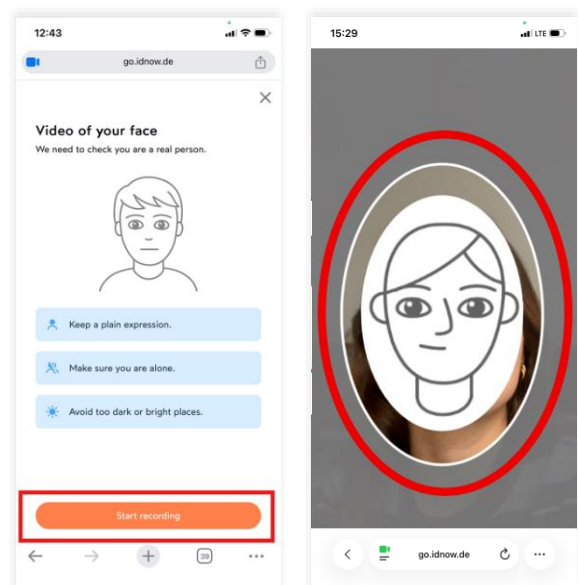 12:43
go.idnow.de
Video of your face
We need to check you are a real person.
Keep a plain expression.
Make sure you are alone.
Avoid too dark or bright places.
Start recording
39
15:29
LTE
go.idnow.de